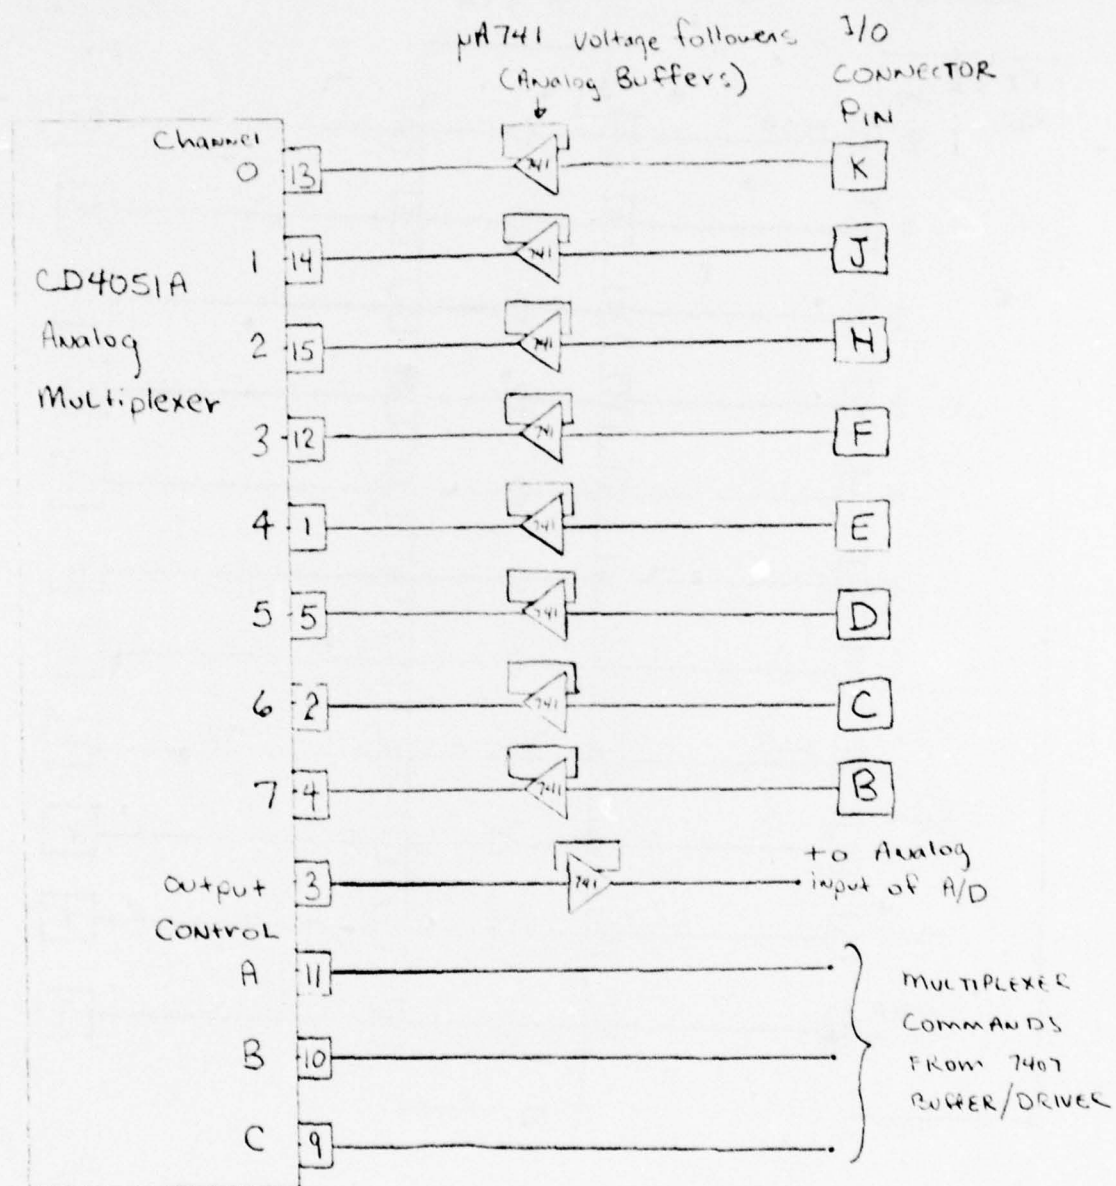 µA741 Voltage followers
(Analog Buffers)
I/O
CONNECTOR
PIN
Channel
0 13 741 K
1 14 741 J
CD4051A
Analog
Multiplexer
2 15 741 H
3 12 741 F
4 1 741 E
5 5 741 D
6 2 741 C
7 4 741 B
output 3 741
to Analog
input of A/D
CONTROL
A 11
B 10
C 9
MULTIPLEXER
COMMANDS
FROM 7407
BUFFER/DRIVER